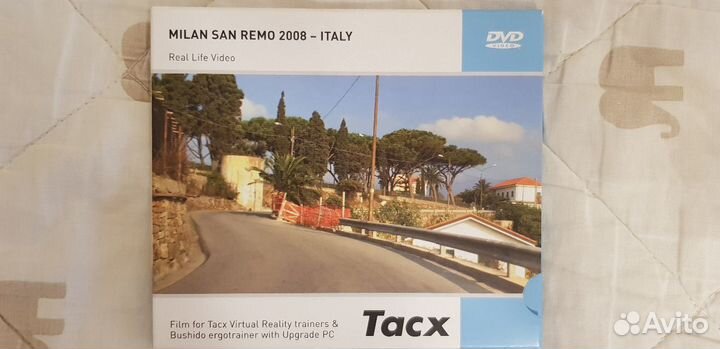 MILAN SAN REMO 2008 – ITALY
DVD
VIDEO
Real Life Video
Film for Tacx Virtual Reality trainers &
Bushido ergotrainer with Upgrade PC
Tacx
Avito